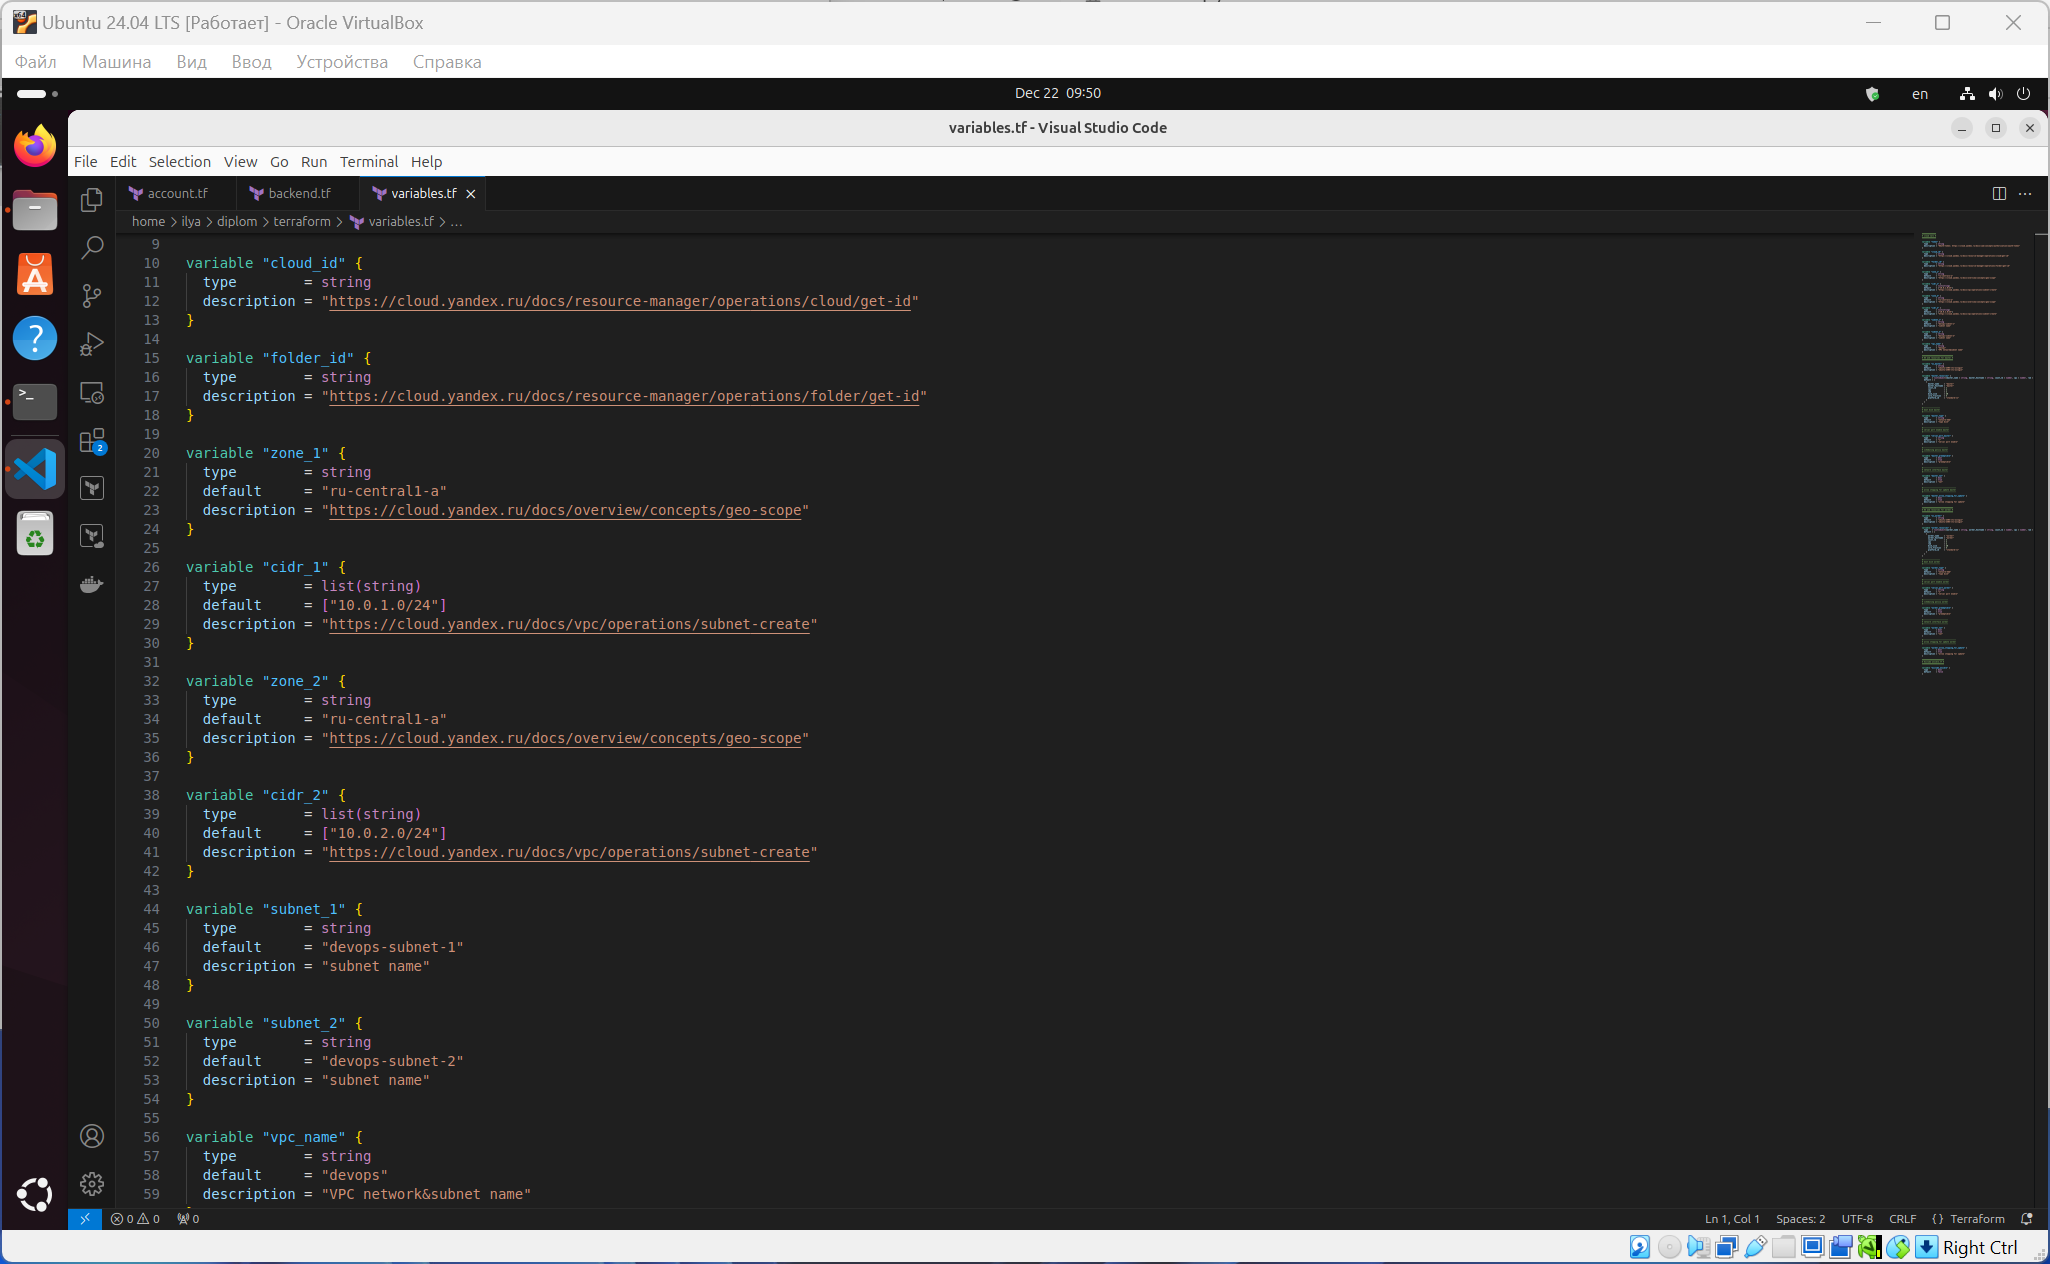 Ubuntu 24.04 LTS [Работает] - Oracle VirtualBox
Файл Машина Вид Ввод Устройства Справка
Dec 22 09:50
en
variables.tf - Visual Studio Code
File Edit Selection View Go Run Terminal Help
account.tf backend.tf variables.tf
home > ilya > diplom > terraform > variables.tf > ...
9
10 variable "cloud_id" {
11 type = string
12 description = "https://cloud.yandex.ru/docs/resource-manager/operations/cloud/get-id"
13 }
14
15 variable "folder_id" {
16 type = string
17 description = "https://cloud.yandex.ru/docs/resource-manager/operations/folder/get-id"
18 }
19
20 variable "zone_1" {
21 type = string
22 default = "ru-central1-a"
23 description = "https://cloud.yandex.ru/docs/overview/concepts/geo-scope"
24 }
25
26 variable "cidr_1" {
27 type = list(string)
28 default = ["10.0.1.0/24"]
29 description = "https://cloud.yandex.ru/docs/vpc/operations/subnet-create"
30 }
31
32 variable "zone_2" {
33 type = string
34 default = "ru-central1-a"
35 description = "https://cloud.yandex.ru/docs/overview/concepts/geo-scope"
36 }
37
38 variable "cidr_2" {
39 type = list(string)
40 default = ["10.0.2.0/24"]
41 description = "https://cloud.yandex.ru/docs/vpc/operations/subnet-create"
42 }
43
44 variable "subnet_1" {
45 type = string
46 default = "devops-subnet-1"
47 description = "subnet name"
48 }
49
50 variable "subnet_2" {
51 type = string
52 default = "devops-subnet-2"
53 description = "subnet name"
54 }
55
56 variable "vpc_name" {
57 type = string
58 default = "devops"
59 description = "VPC network&subnet name"
2
0 0 0 Ln 1, Col 1 Spaces: 2 UTF-8 CRLF {} Terraform
Right Ctrl